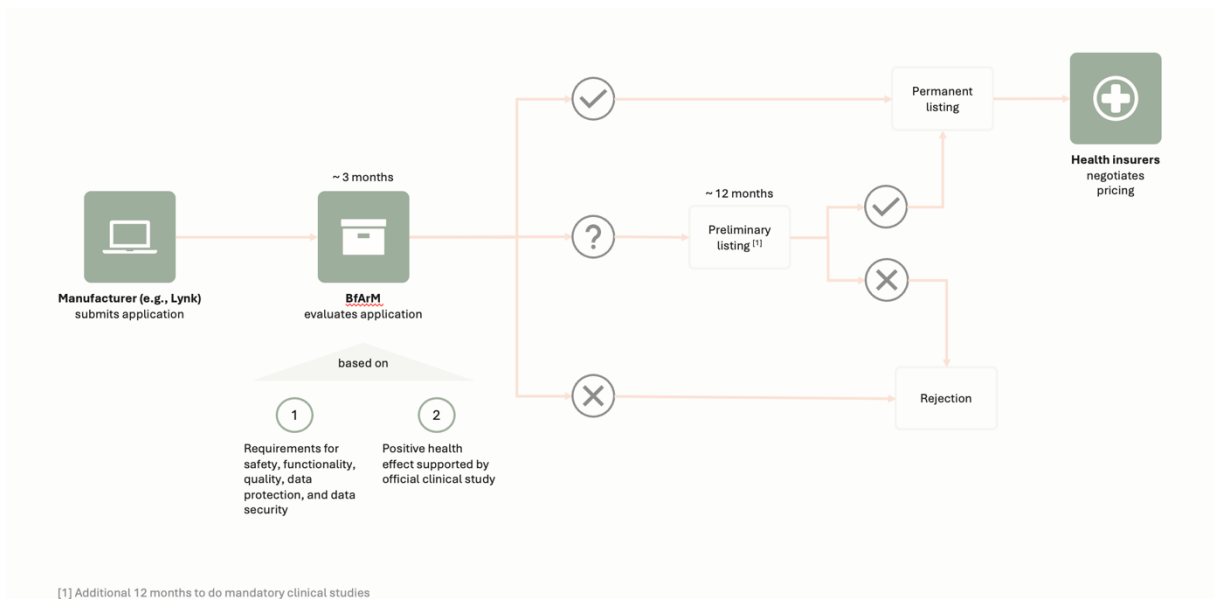 Permanent
listing
Health insurers
negotiates
pricing
~ 3 months
~ 12 months
?
Preliminary
listing [1]
Manufacturer (e.g., Lynk)
submits application
BfArM
evaluates application
based on
1
2
Requirements for
safety, functionality,
quality, data
protection, and data
security
Positive health
effect supported by
official clinical study
Rejection
[1] Additional 12 months to do mandatory clinical studies